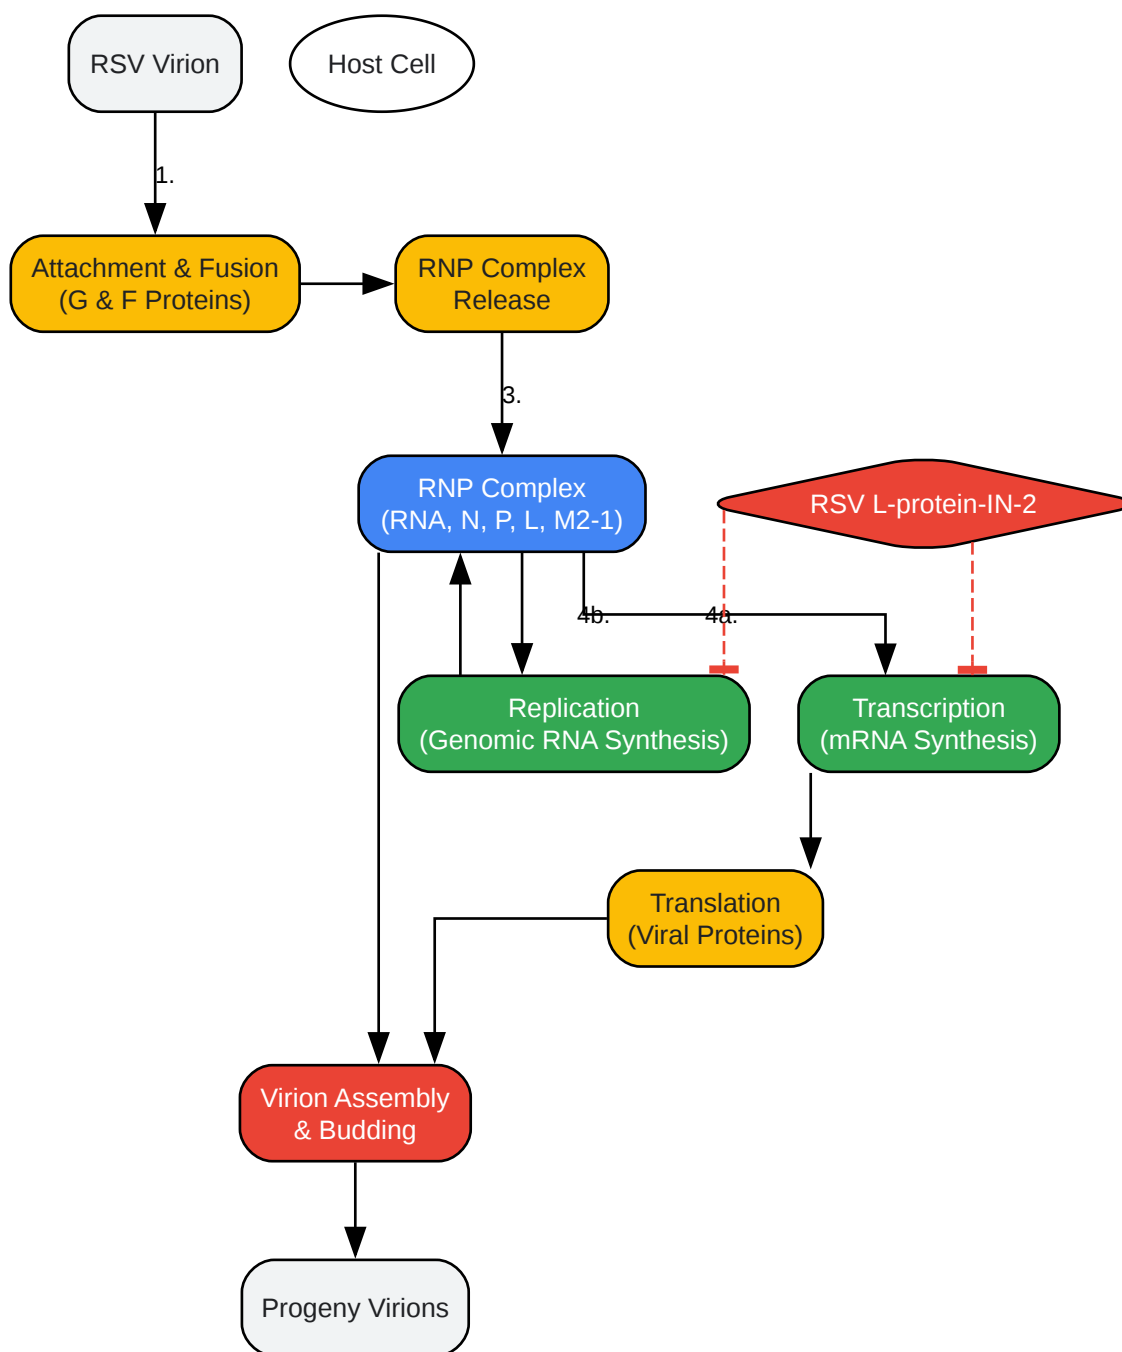 RSV Virion
Host Cell
1.
Attachment & Fusion
(G & F Proteins)
RNP Complex
Release
3.
RNP Complex
(RNA, N, P, L, M2-1)
RSV L-protein-IN-2
4b.
4a.
Replication
(Genomic RNA Synthesis)
Transcription
(mRNA Synthesis)
Translation
(Viral Proteins)
Virion Assembly
& Budding
Progeny Virions